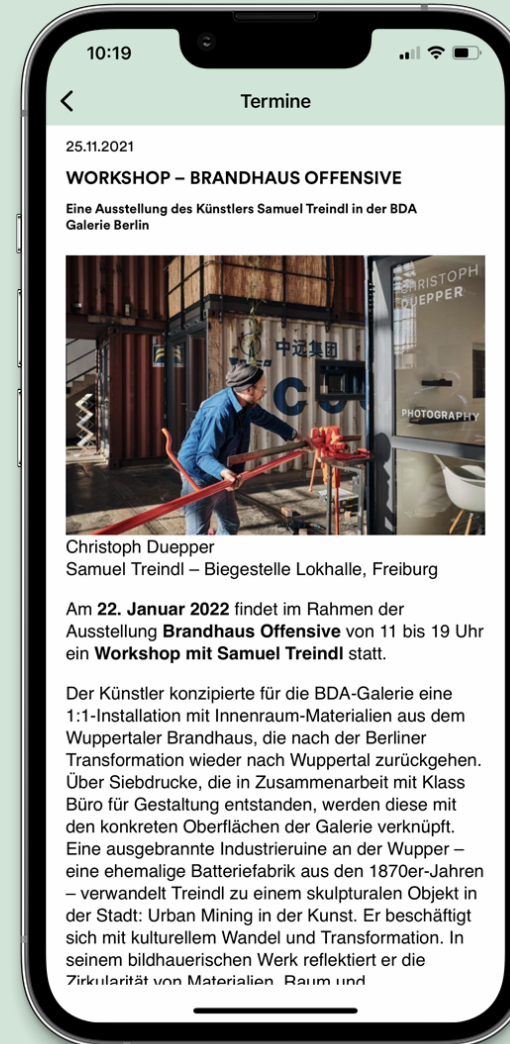 10:19
Termine
25.11.2021
WORKSHOP – BRANDHAUS OFFENSIVE
Eine Ausstellung des Künstlers Samuel Treindl in der BDA
Galerie Berlin
CHRISTOPH
DUEPPER
中远集团
CO
PHOTOGRAPHY
Christoph Duepper
Samuel Treindl – Biegestelle Lokhalle, Freiburg
Am 22. Januar 2022 findet im Rahmen der
Ausstellung Brandhaus Offensive von 11 bis 19 Uhr
ein Workshop mit Samuel Treindl statt.
Der Künstler konzipierte für die BDA-Galerie eine
1:1-Installation mit Innenraum-Materialien aus dem
Wuppertaler Brandhaus, die nach der Berliner
Transformation wieder nach Wuppertal zurückgehen.
Über Siebdrucke, die in Zusammenarbeit mit Klass
Büro für Gestaltung entstanden, werden diese mit
den konkreten Oberflächen der Galerie verknüpft.
Eine ausgebrannte Industrieruine an der Wupper –
eine ehemalige Batteriefabrik aus den 1870er-Jahren
– verwandelt Treindl zu einem skulpturalen Objekt in
der Stadt: Urban Mining in der Kunst. Er beschäftigt
sich mit kulturellem Wandel und Transformation. In
seinem bildhauerischen Werk reflektiert er die
Zirkularität von Materialien, Raum und